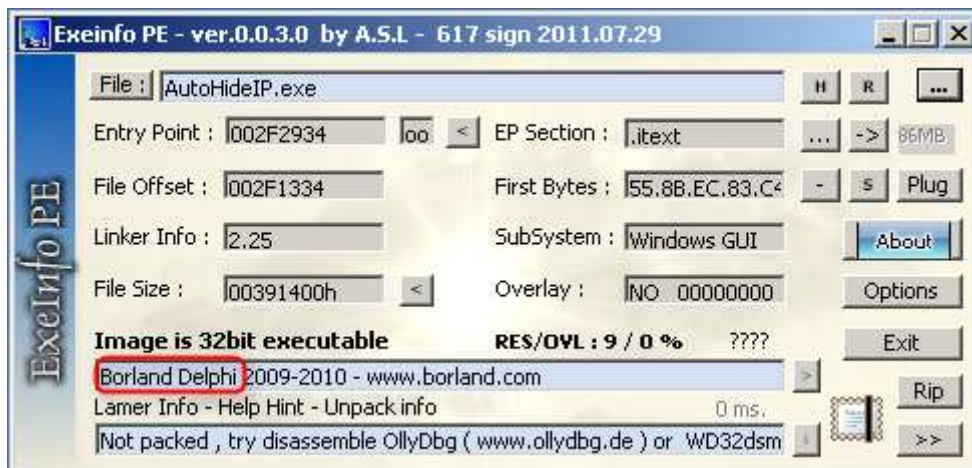 Exeinfo PE - ver.0.0.3.0 by A.S.L - 617 sign 2011.07.29
File : AutoHideIP.exe H R ...
Entry Point : 002F2934 oo < EP Section : .itext ... -> 86MB
File Offset : 002F1334 First Bytes : 55.8B.EC.83.C4 - s Plug
Linker Info : 2.25 SubSystem : Windows GUI About
File Size : 00391400h < Overlay : NO 00000000 Options
Image is 32bit executable RES/OVL : 9 / 0 % ???? Exit
Borland Delphi 2009-2010 - www.borland.com > Rip
Lamer Info - Help Hint - Unpack info 0 ms.
Not packed , try disassemble OllyDbg ( www.ollydbg.de ) or WD32dsm >>
ExeInfo PE